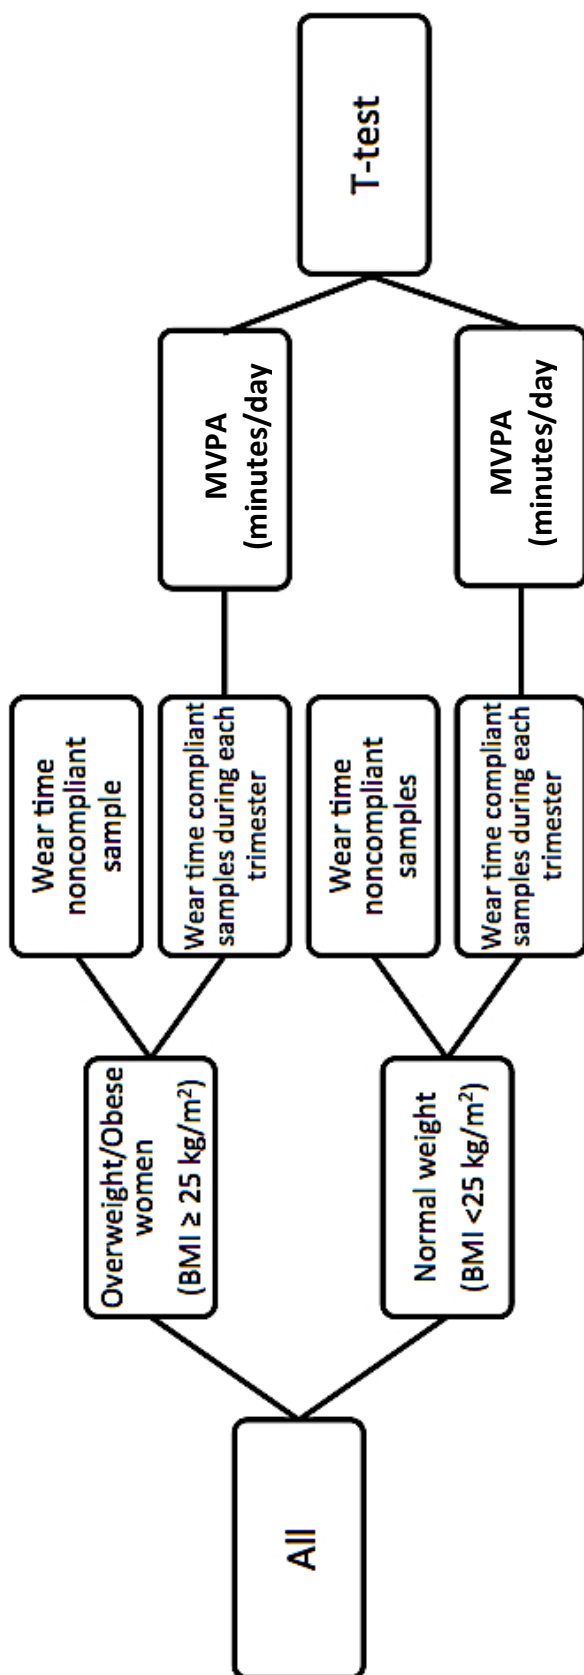 All
Overweight/Obese
women
(BMI ≥ 25 kg/m²)
Normal weight
(BMI <25 kg/m²)
Wear time
noncompliant
sample
Wear time compliant
samples during each
trimester
Wear time
noncompliant
samples
Wear time compliant
samples during each
trimester
MVPA
(minutes/day)
MVPA
(minutes/day)
T-test